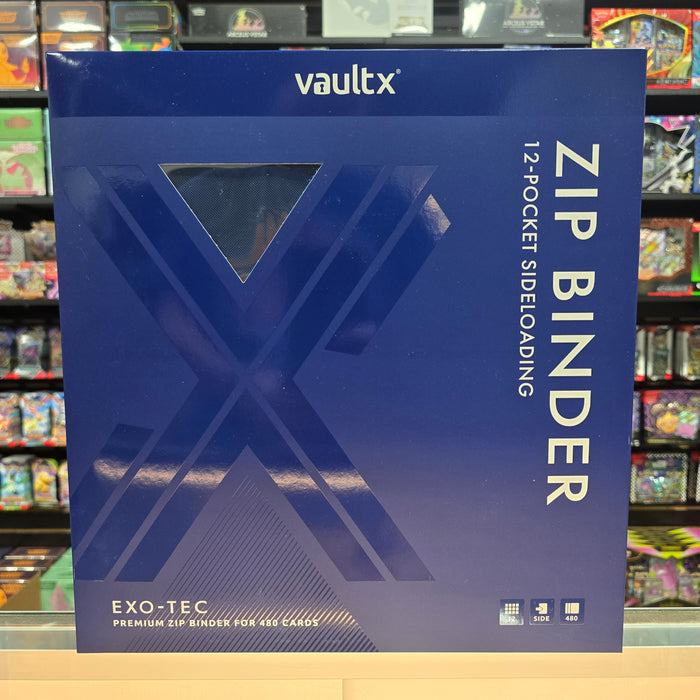 vaultx®
ZIP BINDER
12-POCKET SIDELOADING
EXO-TEC
PREMIUM ZIP BINDER FOR 480 CARDS
12
SIDE
480